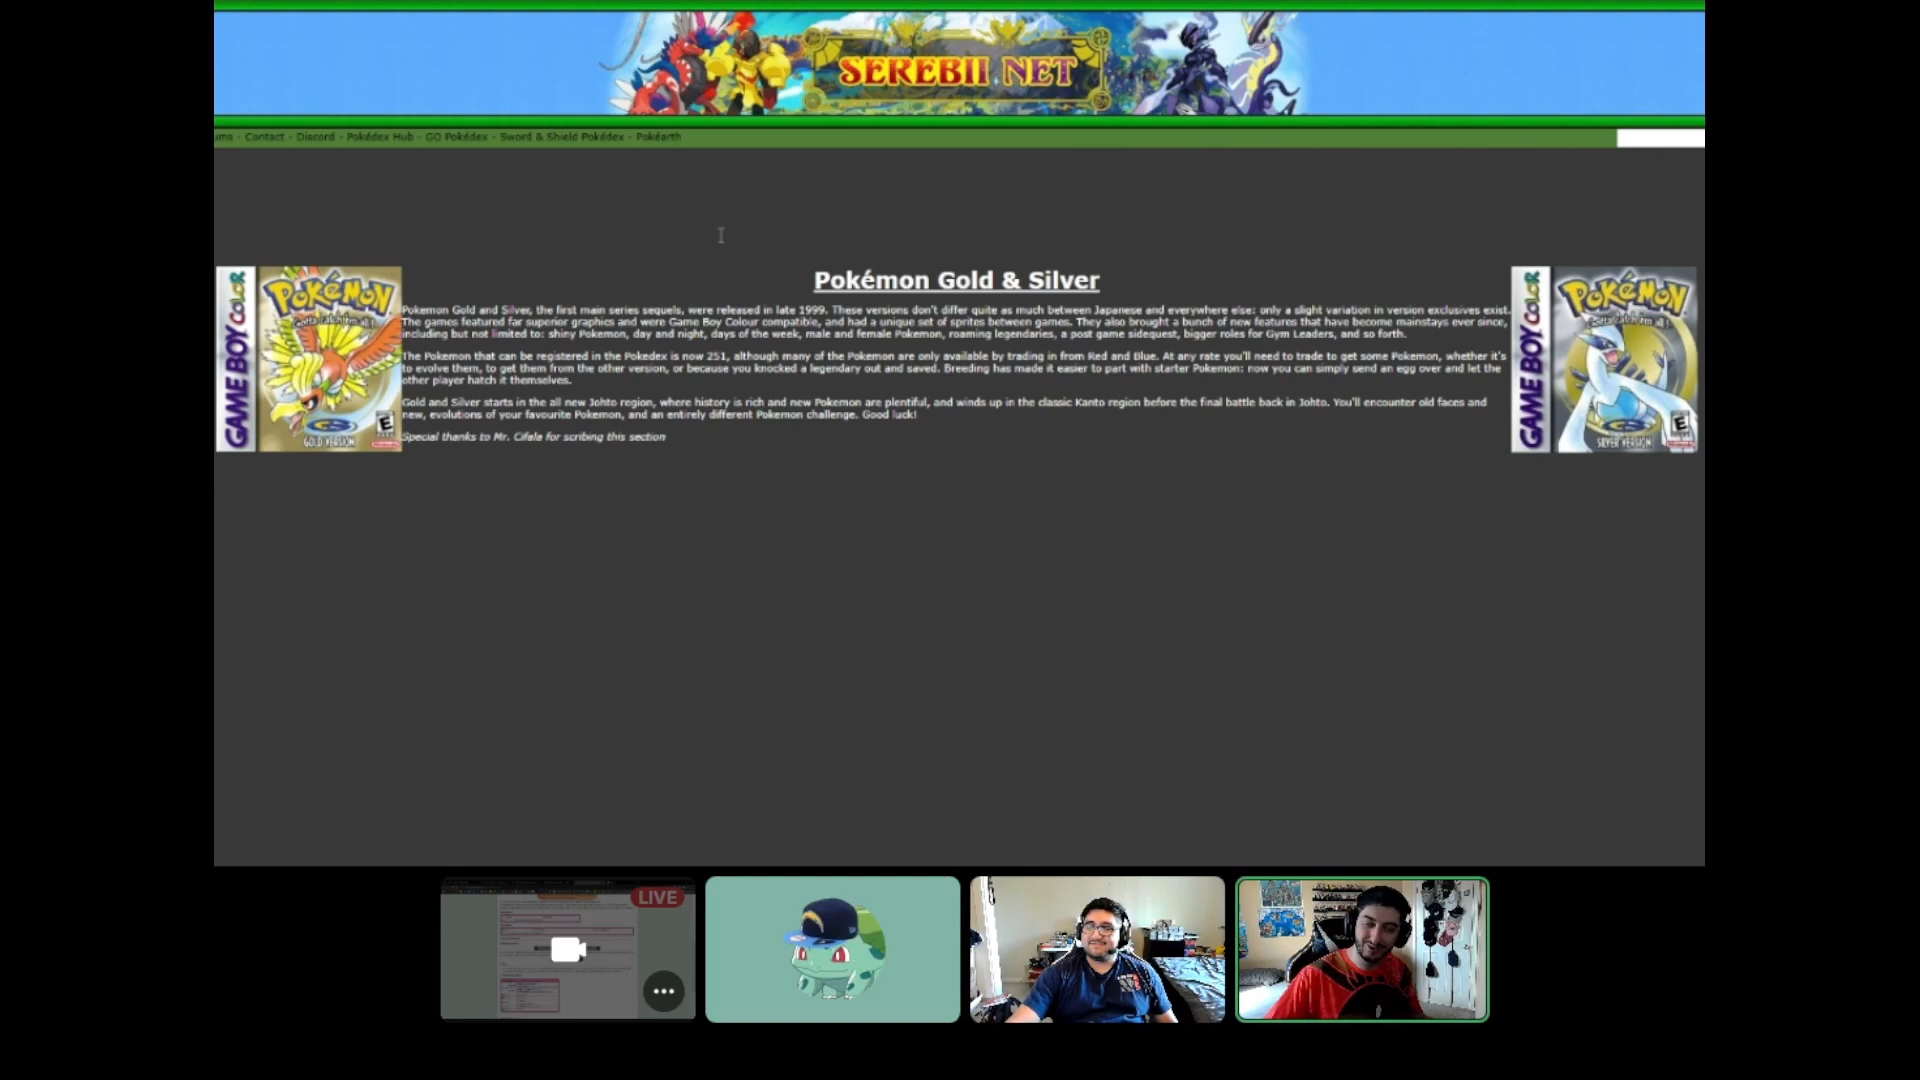 SEREBII.NET
ums - Contact - Discord - Pokédex Hub - GO Pokédex - Sword & Shield Pokédex - Pokéarth
Pokémon Gold & Silver
GAME BOY COLOR
POKéMON
Gotta catch 'em all!
GOLD VERSION
E
Nintendo
Pokemon Gold and Silver, the first main series sequels, were released in late 1999. These versions don't differ quite as much between Japanese and everywhere else: only a slight variation in version exclusives exist.
The games featured far superior graphics and were Game Boy Colour compatible, and had a unique set of sprites between games. They also brought a bunch of new features that have become mainstays ever since,
including but not limited to: shiny Pokemon, day and night, days of the week, male and female Pokemon, roaming legendaries, a post game sidequest, bigger roles for Gym Leaders, and so forth.
The Pokemon that can be registered in the Pokedex is now 251, although many of the Pokemon are only available by trading in from Red and Blue. At any rate you'll need to trade to get some Pokemon, whether it's
to evolve them, to get them from the other version, or because you knocked a legendary out and saved. Breeding has made it easier to part with starter Pokemon: now you can simply send an egg over and let the
other player hatch it themselves.
Gold and Silver starts in the all new Johto region, where history is rich and new Pokemon are plentiful, and winds up in the classic Kanto region before the final battle back in Johto. You'll encounter old faces and
new, evolutions of your favourite Pokemon, and an entirely different Pokemon challenge. Good luck!
Special thanks to Mr. Cifala for scribing this section
GAME BOY COLOR
POKéMON
Gotta catch 'em all!
SILVER VERSION
E
Nintendo
LIVE